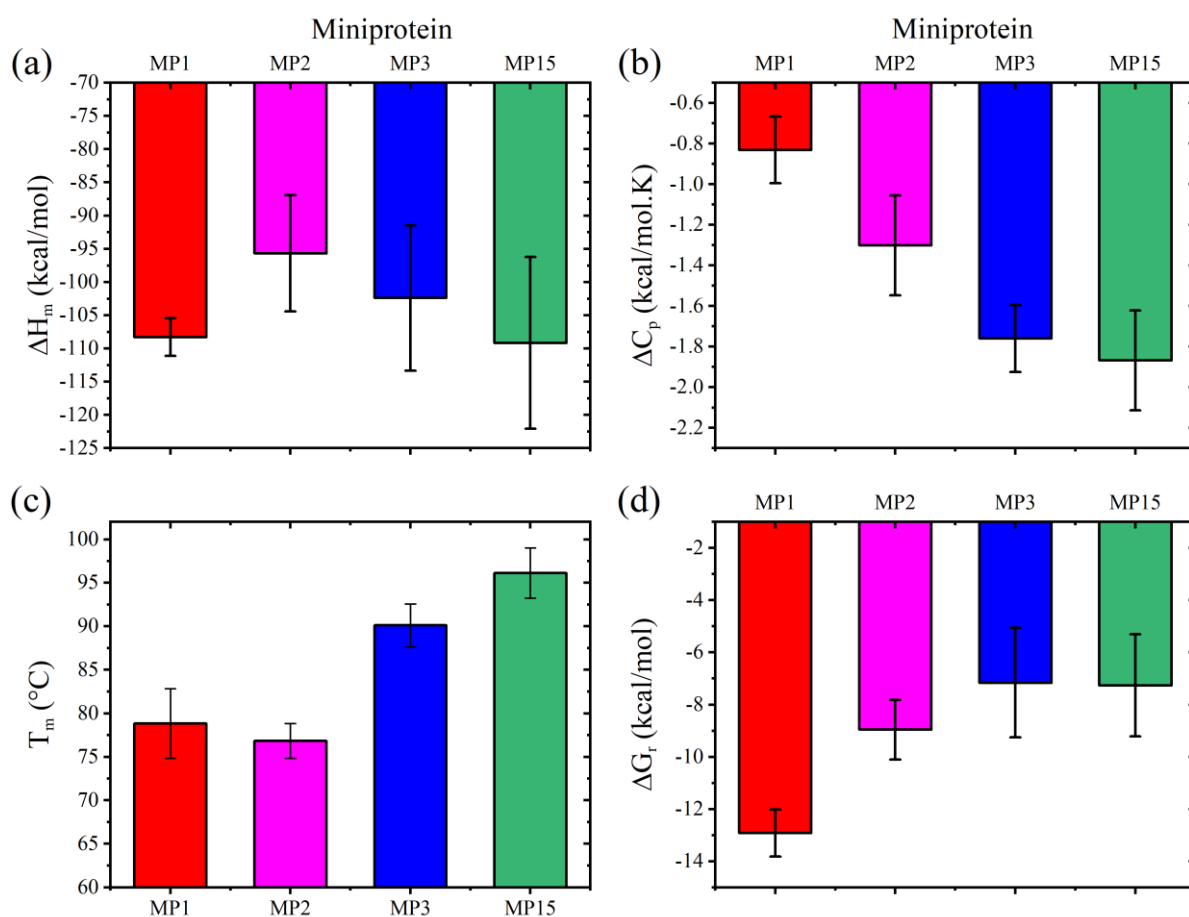 Miniprotein
Miniprotein
(a)
MP1 MP2 MP3 MP15
-70
-75
-80
-85
-90
-95
-100
-105
-110
-115
-120
-125
ΔHm (kcal/mol)
(b)
MP1 MP2 MP3 MP15
-0.6
-0.8
-1.0
-1.2
-1.4
-1.6
-1.8
-2.0
-2.2
ΔCp (kcal/mol.K)
(c)
100
95
90
85
80
75
70
65
60
Tm (°C)
MP1 MP2 MP3 MP15
(d)
MP1 MP2 MP3 MP15
-2
-4
-6
-8
-10
-12
-14
ΔGr (kcal/mol)